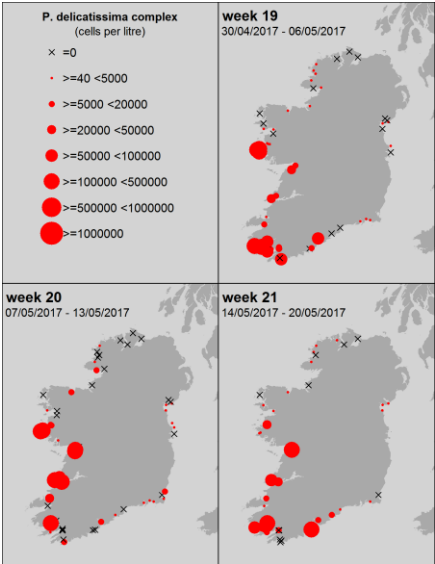 P. delicatissima complex
(cells per litre)
=0
>=40 <5000
>=5000 <20000
>=20000 <50000
>=50000 <100000
>=100000 <500000
>=500000 <1000000
>=1000000
week 19
30/04/2017 - 06/05/2017
week 20
07/05/2017 - 13/05/2017
week 21
14/05/2017 - 20/05/2017